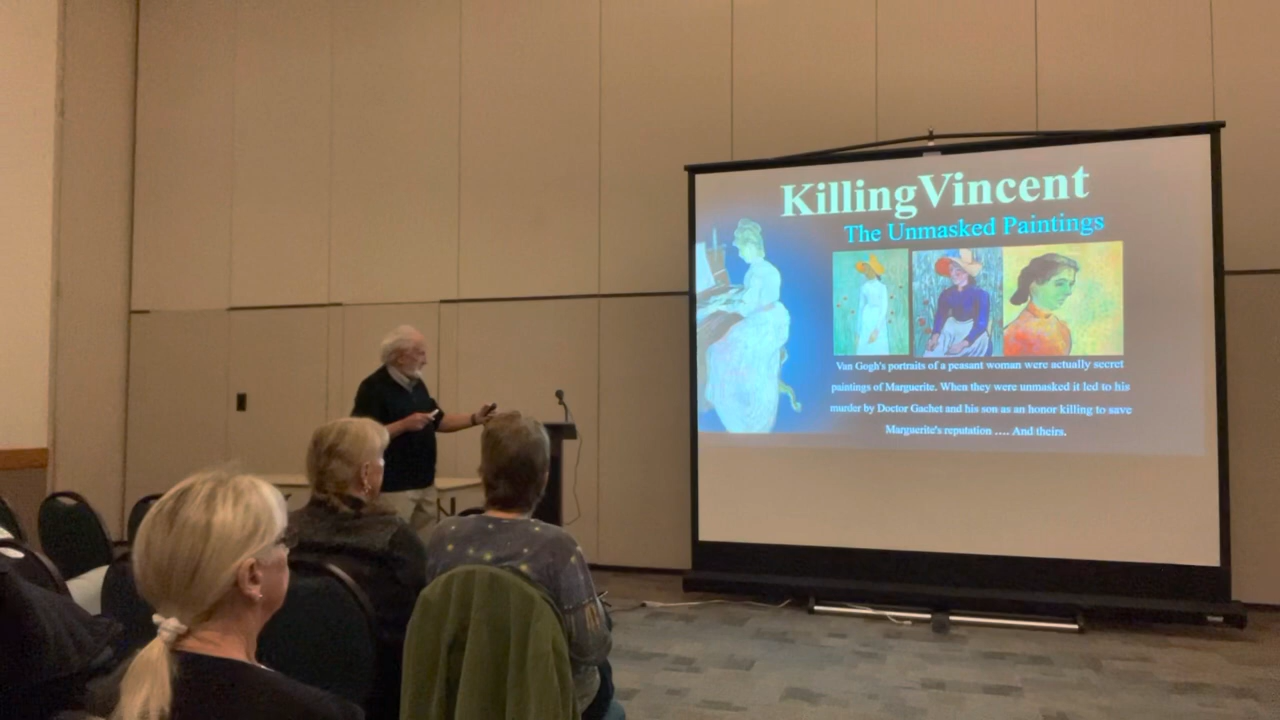 Killing Vincent
The Unmasked Paintings
Van Gogh's portraits of a peasant woman were actually secret
paintings of Marguerite. When they were unmasked it led to his
murder by Doctor Gachet and his son as an honor killing to save
Marguerite's reputation .... And theirs.